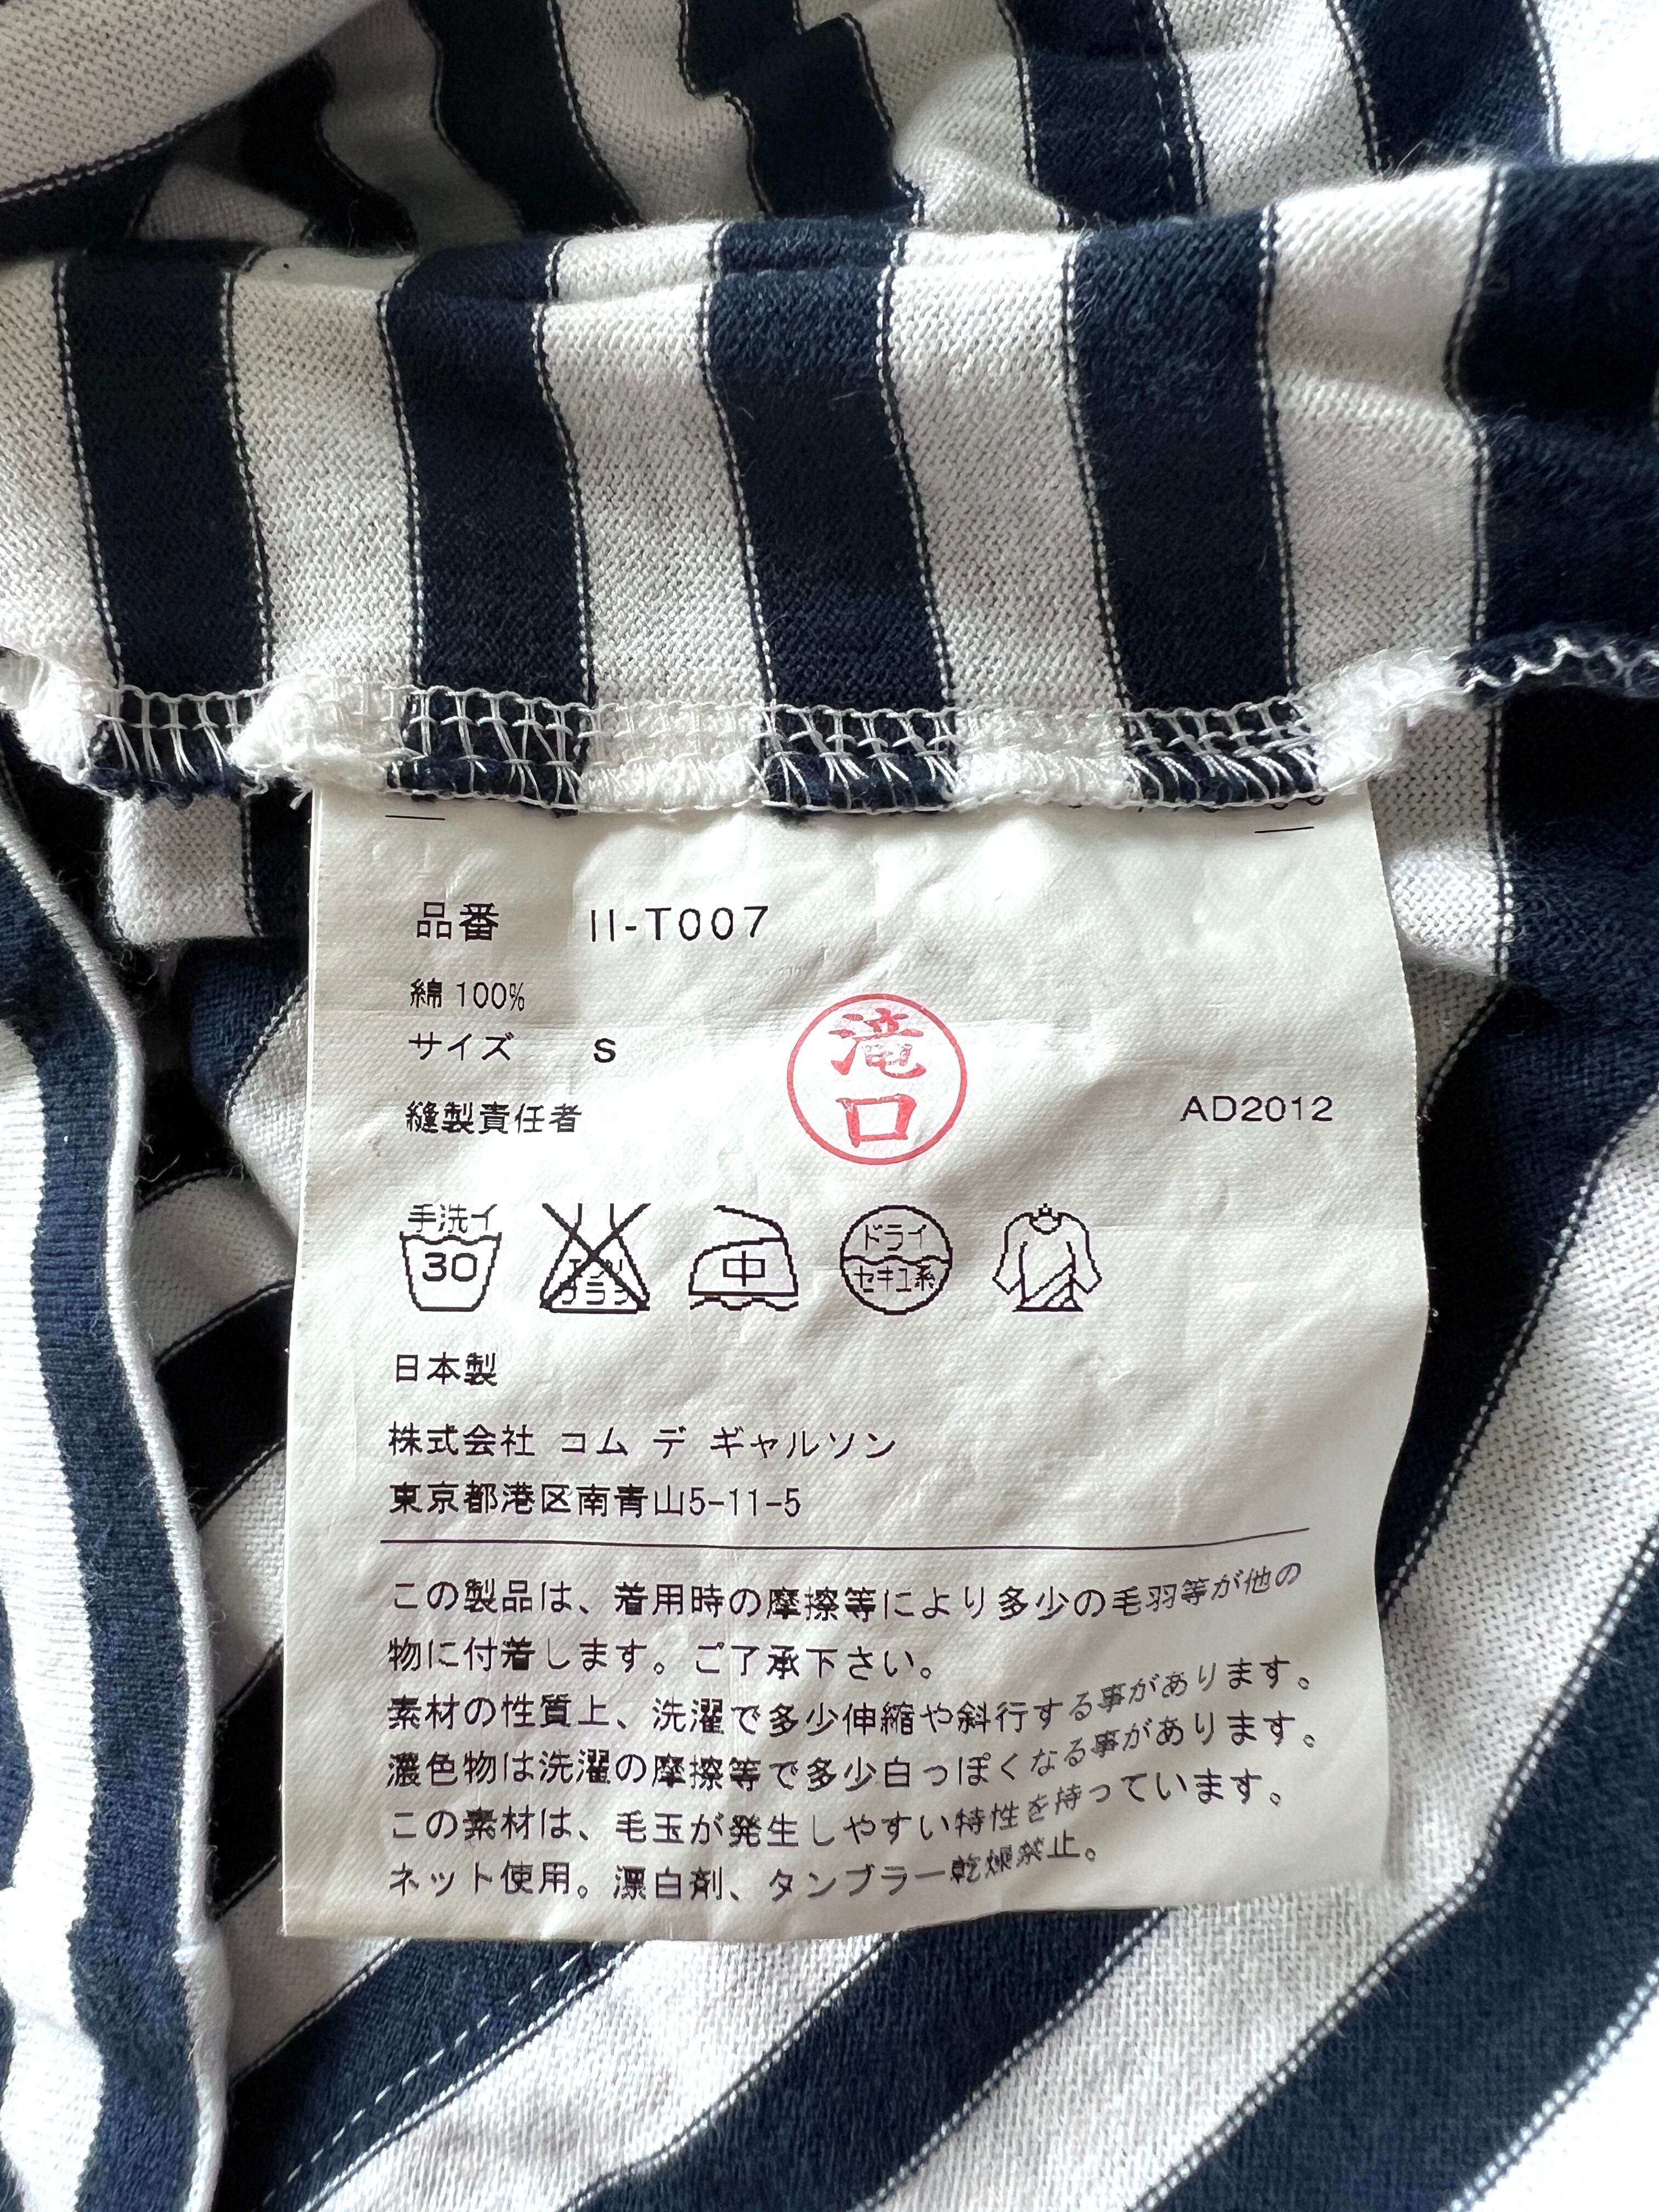 品番 II-T007
綿 100%
サイズ S
縫製責任者
滝口
AD2012
手洗イ
30
エンソ
サラシ
中
ドライ
セキユ系
日本製
株式会社 コム デ ギャルソン
東京都港区南青山5-11-5
この製品は、着用時の摩擦等により多少の毛羽等が他の
物に付着します。ご了承下さい。
素材の性質上、洗濯で多少伸縮や斜行する事があります。
濃色物は洗濯の摩擦等で多少白っぽくなる事があります。
この素材は、毛玉が発生しやすい特性を持っています。
ネット使用。漂白剤、タンブラー乾燥禁止。